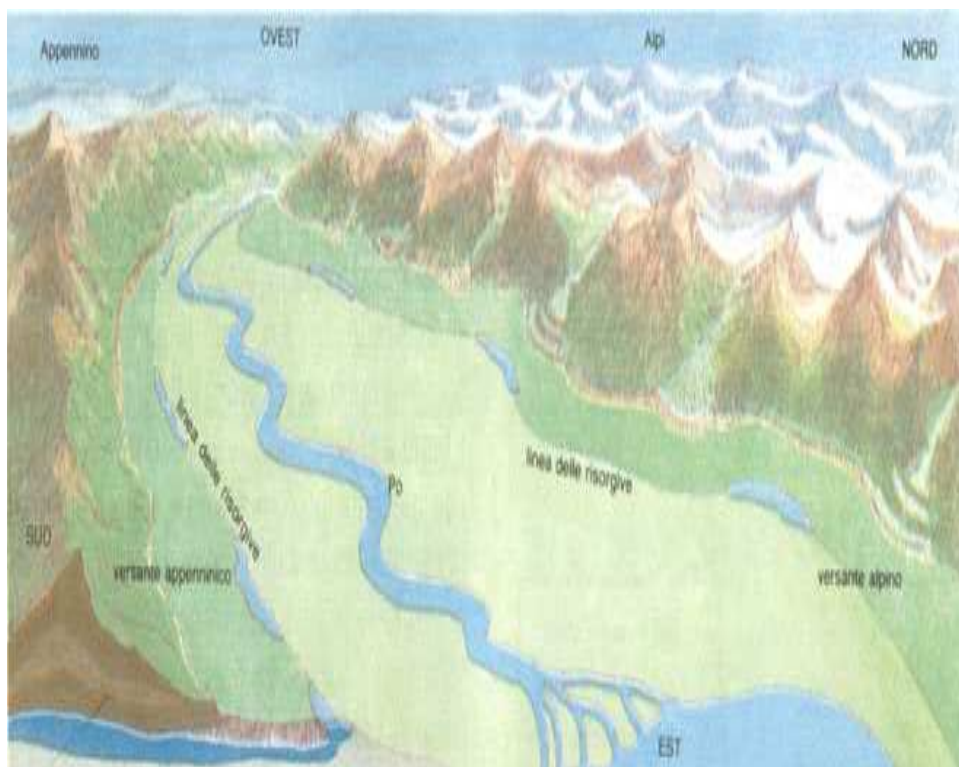 Appennino
OVEST
Alpi
NORD
linea delle risorgive
PO
linea delle risorgive
SUD
versante appenninico
versante alpino
EST